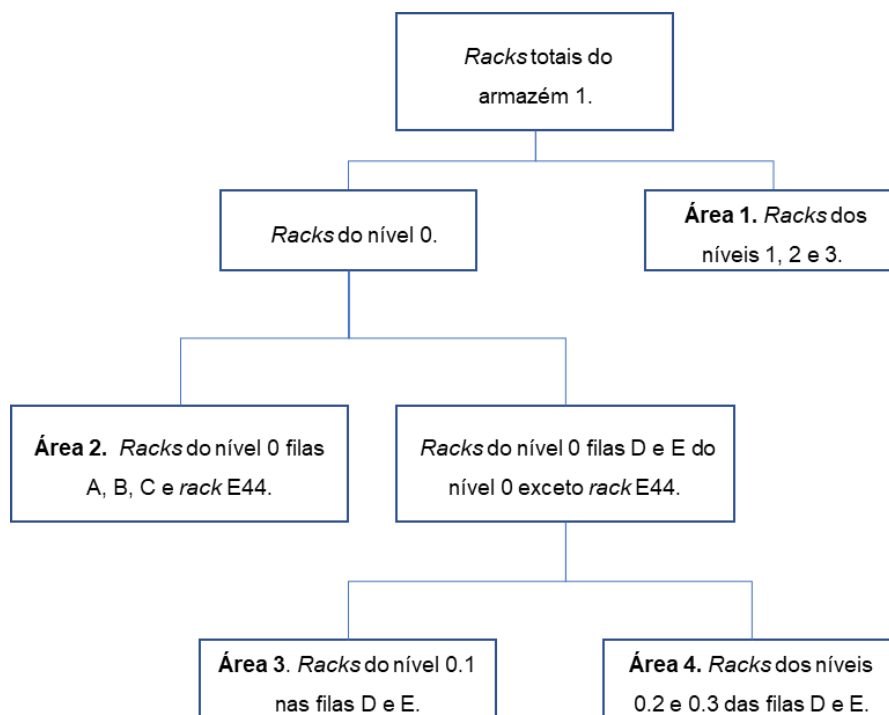 Racks totais do
armazém 1.
Racks do nível 0.
Área 1. Racks dos
níveis 1, 2 e 3.
Área 2. Racks do nível 0 filas
A, B, C e rack E44.
Racks do nível 0 filas D e E do
nível 0 exceto rack E44.
Área 3. Racks do nível 0.1
nas filas D e E.
Área 4. Racks dos níveis
0.2 e 0.3 das filas D e E.